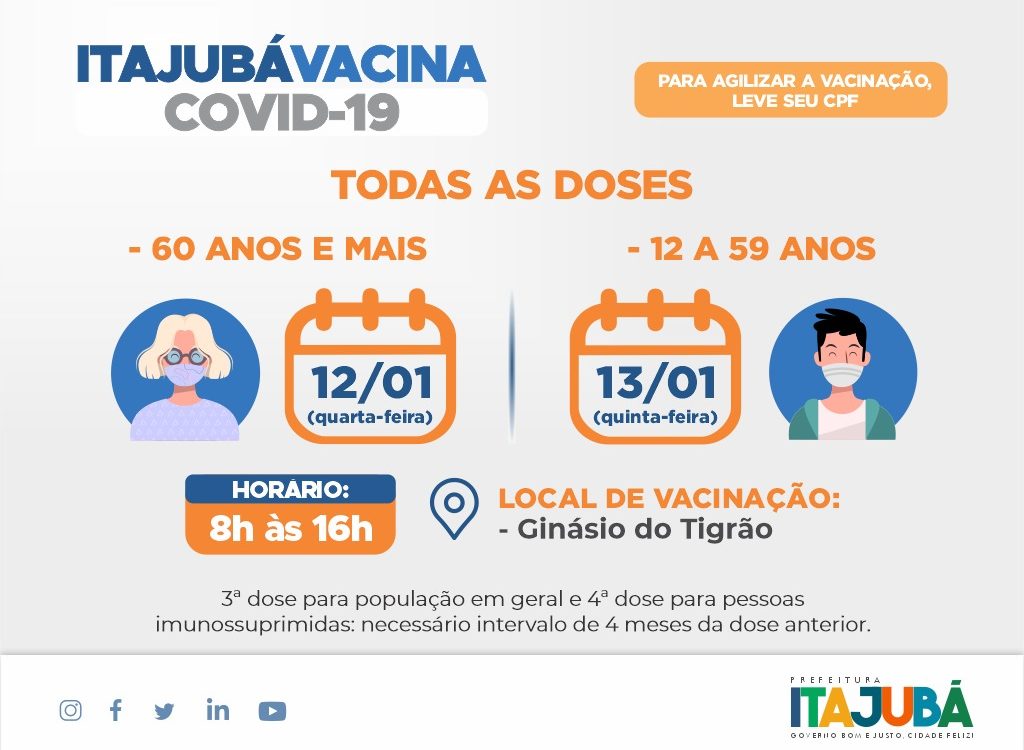 ITAJUBÁVACINA
COVID-19
PARA AGILIZAR A VACINAÇÃO,
LEVE SEU CPF
TODAS AS DOSES
- 60 ANOS E MAIS
- 12 A 59 ANOS
12/01
(quarta-feira)
13/01
(quinta-feira)
HORÁRIO:
8h às 16h
LOCAL DE VACINAÇÃO:
- Ginásio do Tigrão
3ª dose para população em geral e 4ª dose para pessoas
imunossuprimidas: necessário intervalo de 4 meses da dose anterior.
PREFEITURA
ITAJUBÁ
GOVERNO BOM E JUSTO, CIDADE FELIZ!